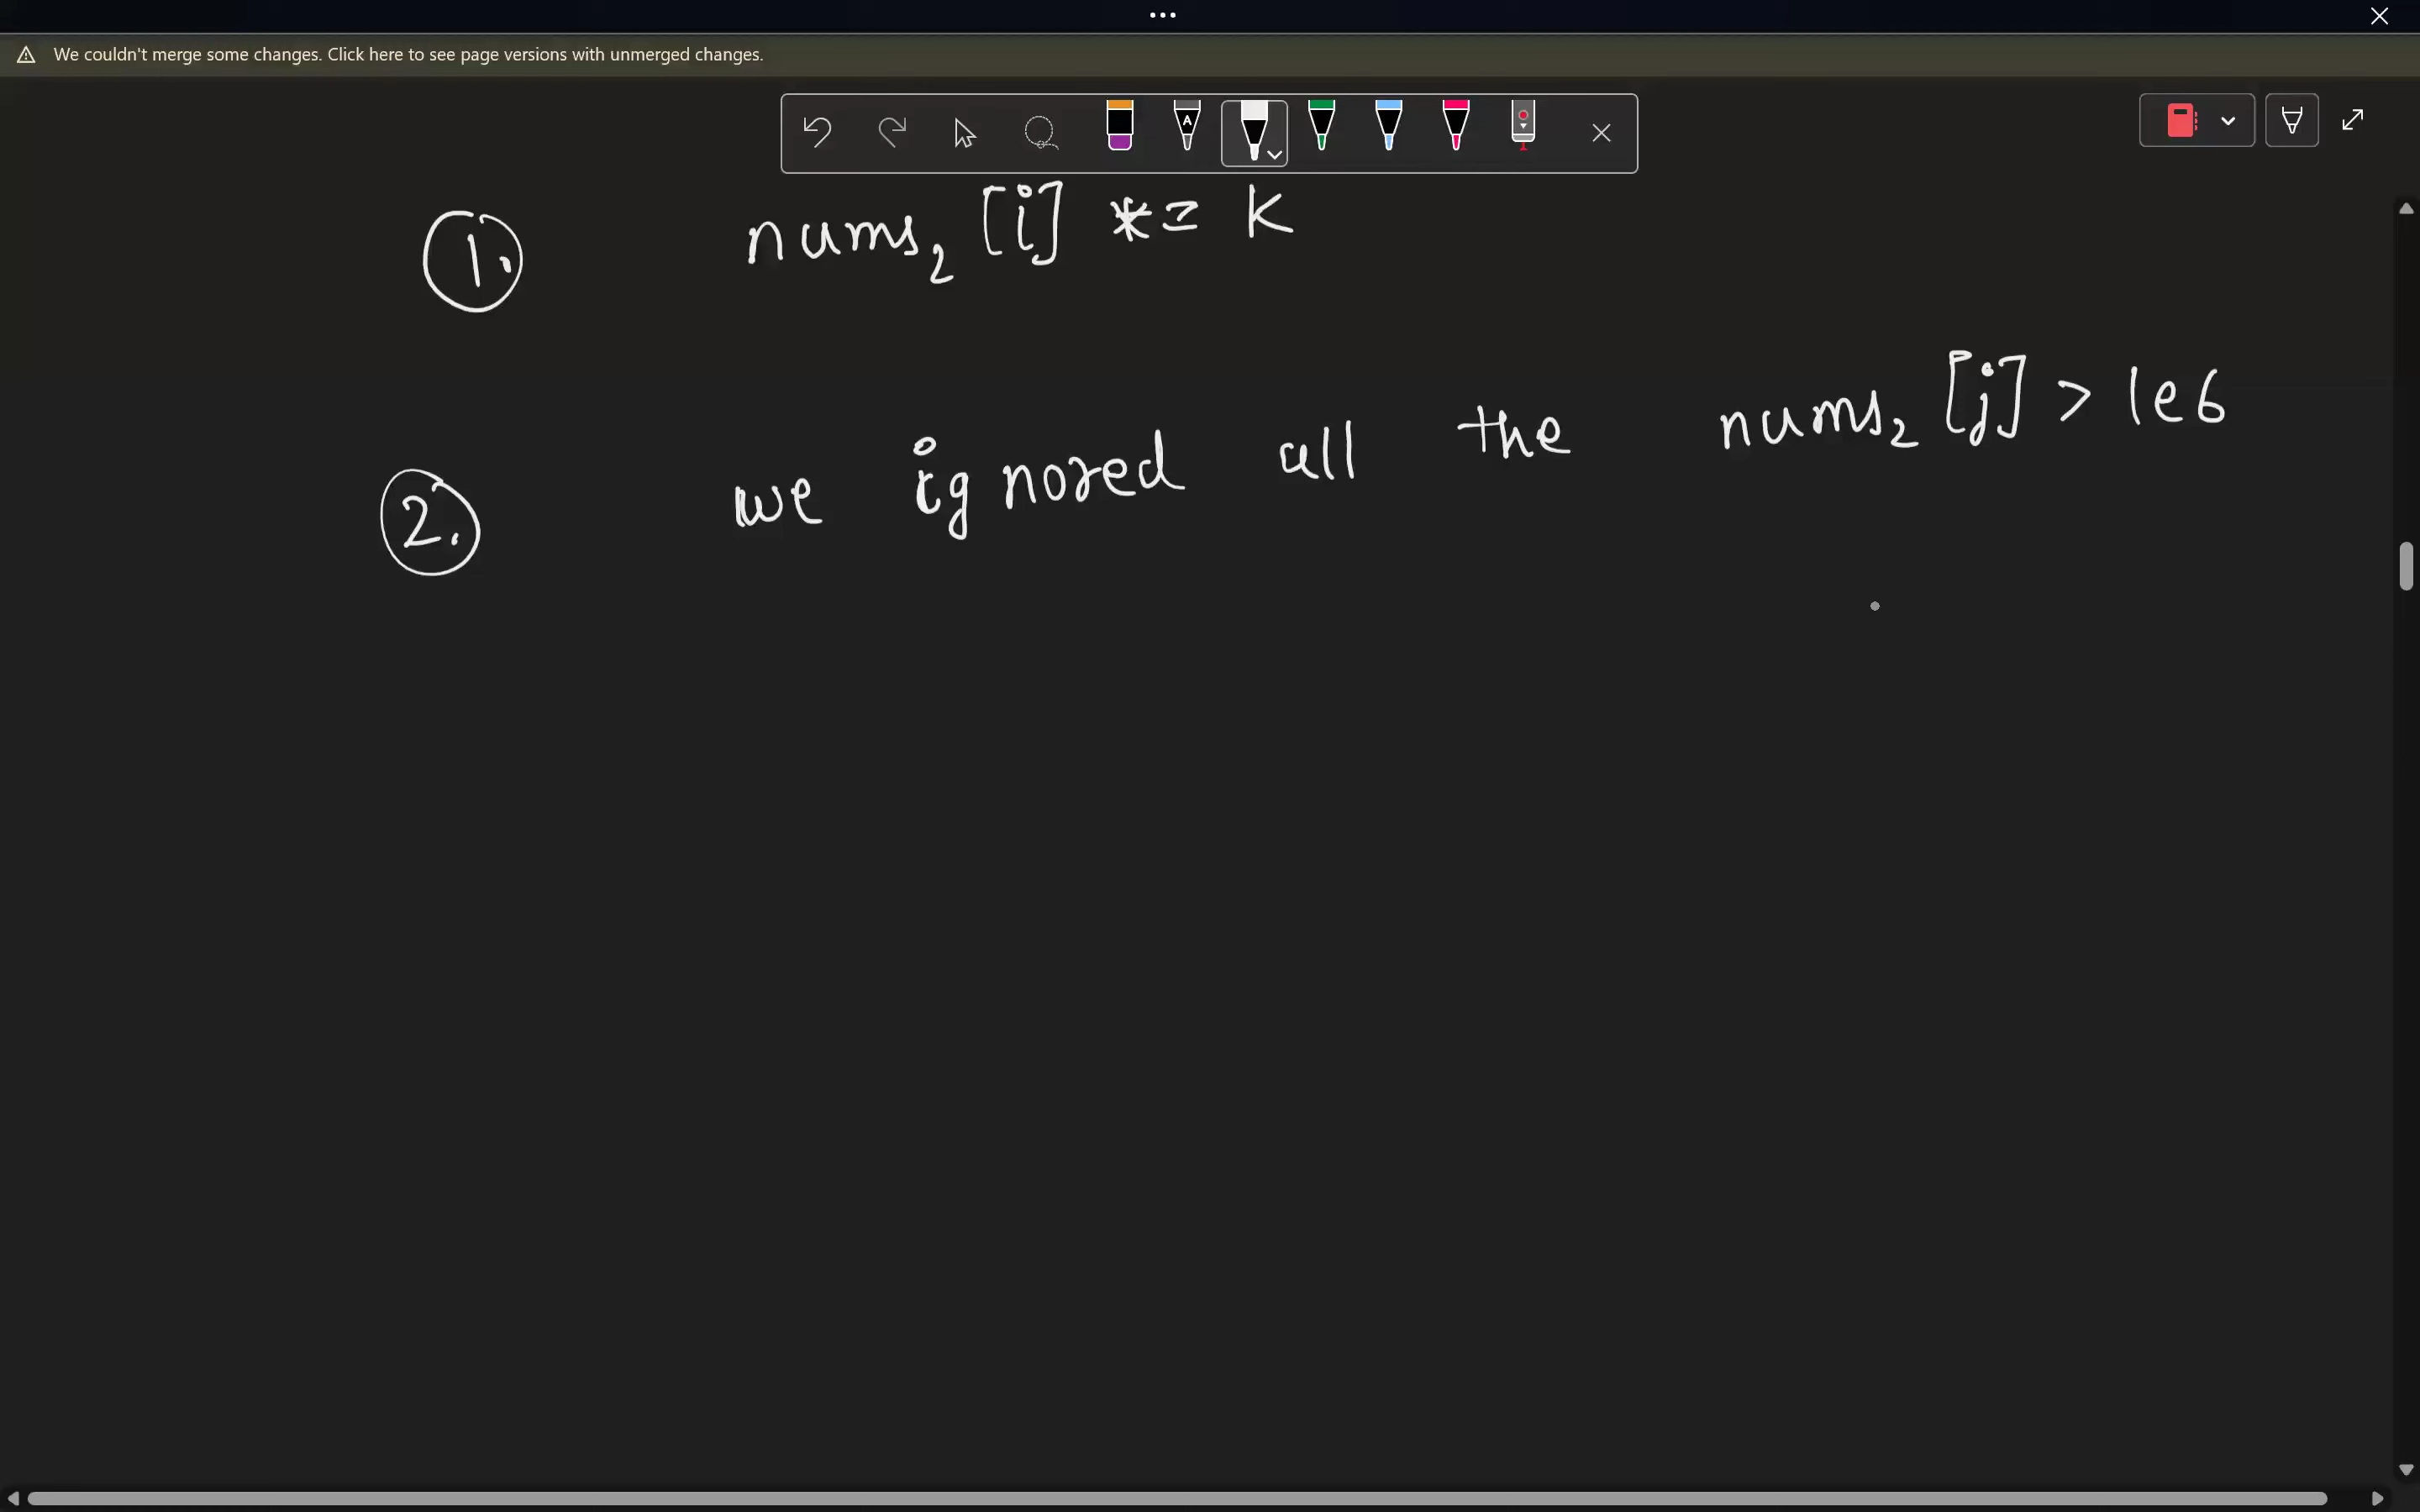 We couldn't merge some changes. Click here to see page versions with unmerged changes.
A
1. nums₂ [i] *= K
2. we ignored all the nums₂ [j] > 1e6